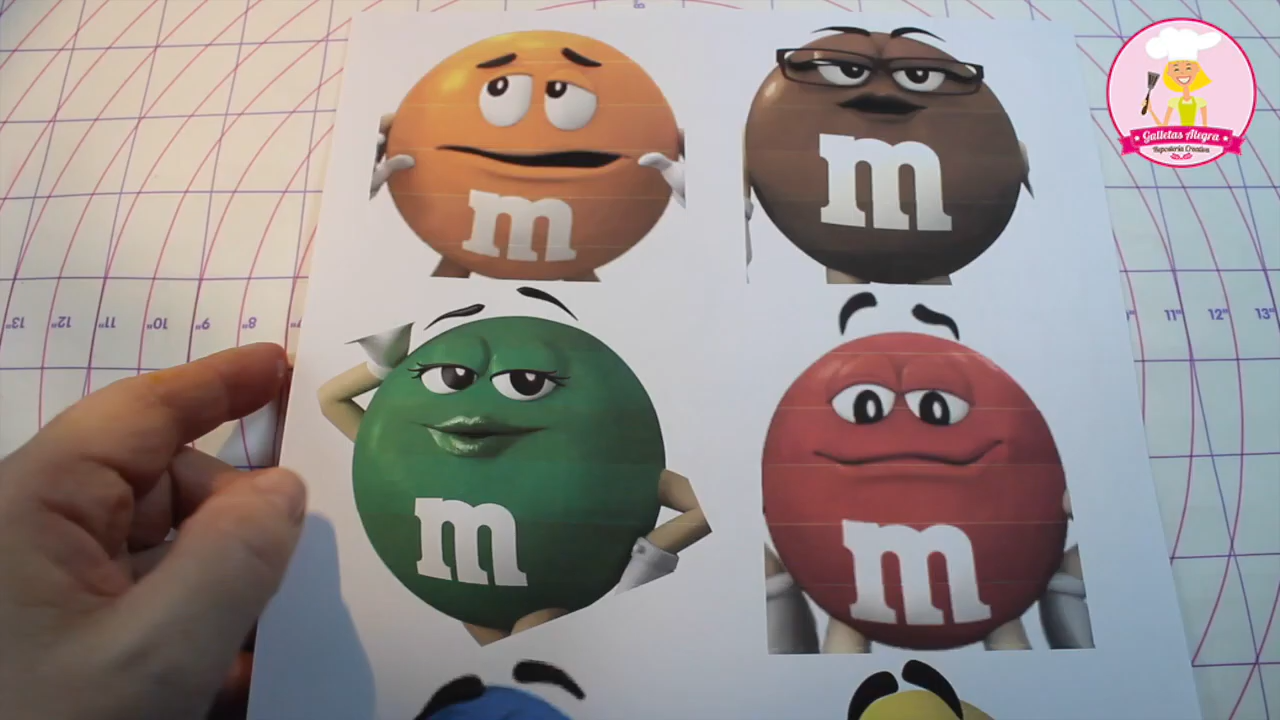 m
m
m
m
Galletas Alegra
Repostería Creativa
13"
12"
11"
10"
9"
8"
11"
12"
13"